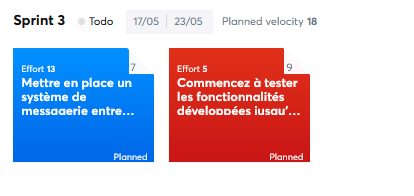 Sprint 3 Todo 17/05 23/05 Planned velocity 18
7
Effort 13
Mettre en place un
système de
messagerie entre...
Planned
9
Effort 5
Commencez à tester
les fonctionnalités
développées jusqu'...
Planned